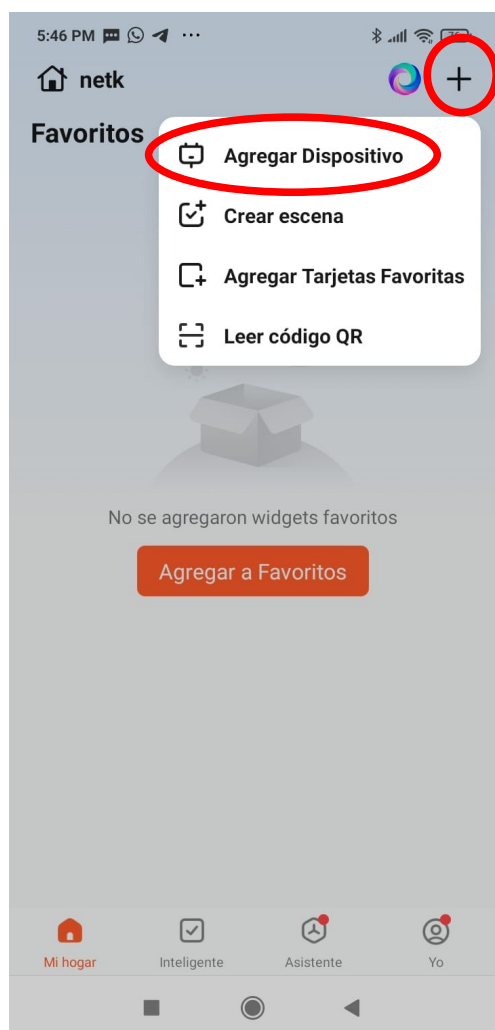 5:46 PM
netk
Favoritos
Agregar Dispositivo
Crear escena
Agregar Tarjetas Favoritas
Leer código QR
No se agregaron widgets favoritos
Agregar a Favoritos
Mi hogar
Inteligente
Asistente
Yo